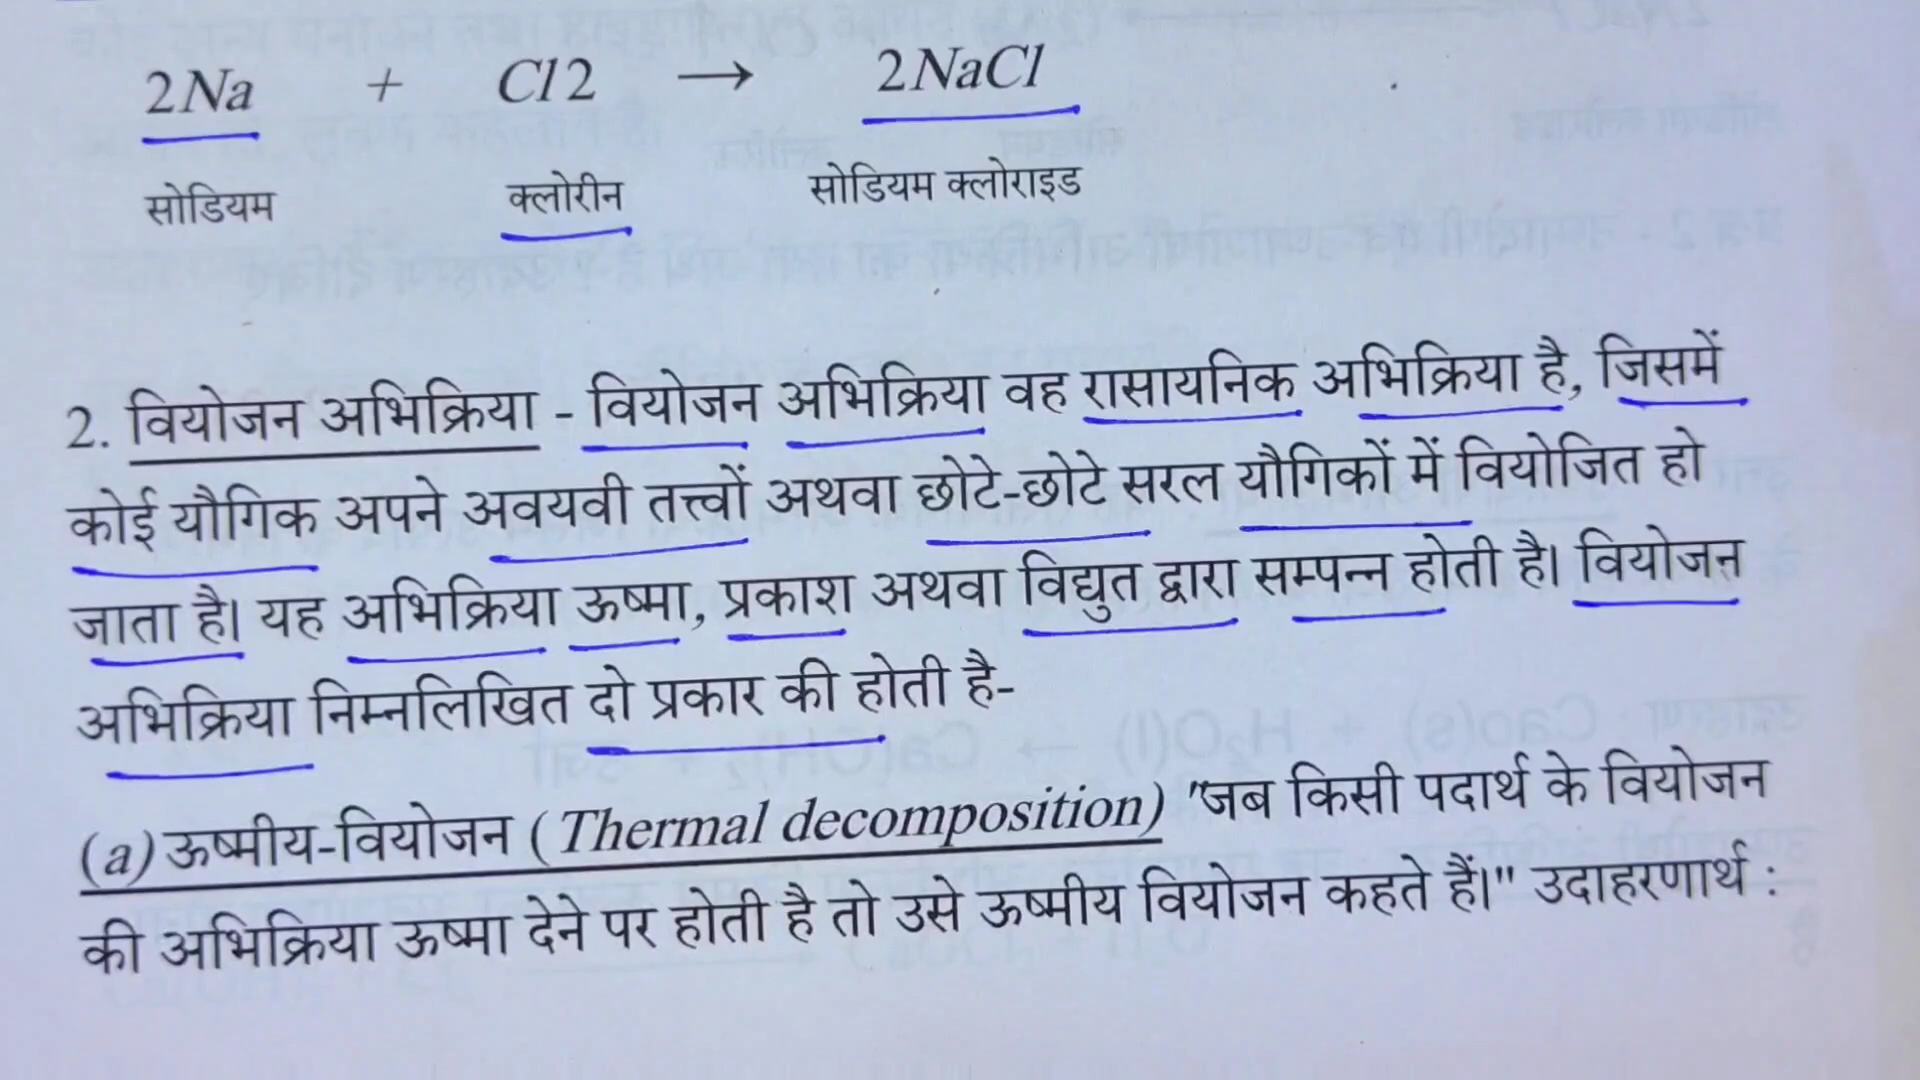 2Na + Cl2 → 2NaCl
सोडियम क्लोरीन सोडियम क्लोराइड
2. वियोजन अभिक्रिया - वियोजन अभिक्रिया वह रासायनिक अभिक्रिया है, जिसमें
कोई यौगिक अपने अवयवी तत्त्वों अथवा छोटे-छोटे सरल यौगिकों में वियोजित हो
जाता है। यह अभिक्रिया ऊष्मा, प्रकाश अथवा विद्युत द्वारा सम्पन्न होती है। वियोजन
अभिक्रिया निम्नलिखित दो प्रकार की होती है-
(a) ऊष्मीय-वियोजन (Thermal decomposition) "जब किसी पदार्थ के वियोजन
की अभिक्रिया ऊष्मा देने पर होती है तो उसे ऊष्मीय वियोजन कहते हैं।" उदाहरणार्थ :